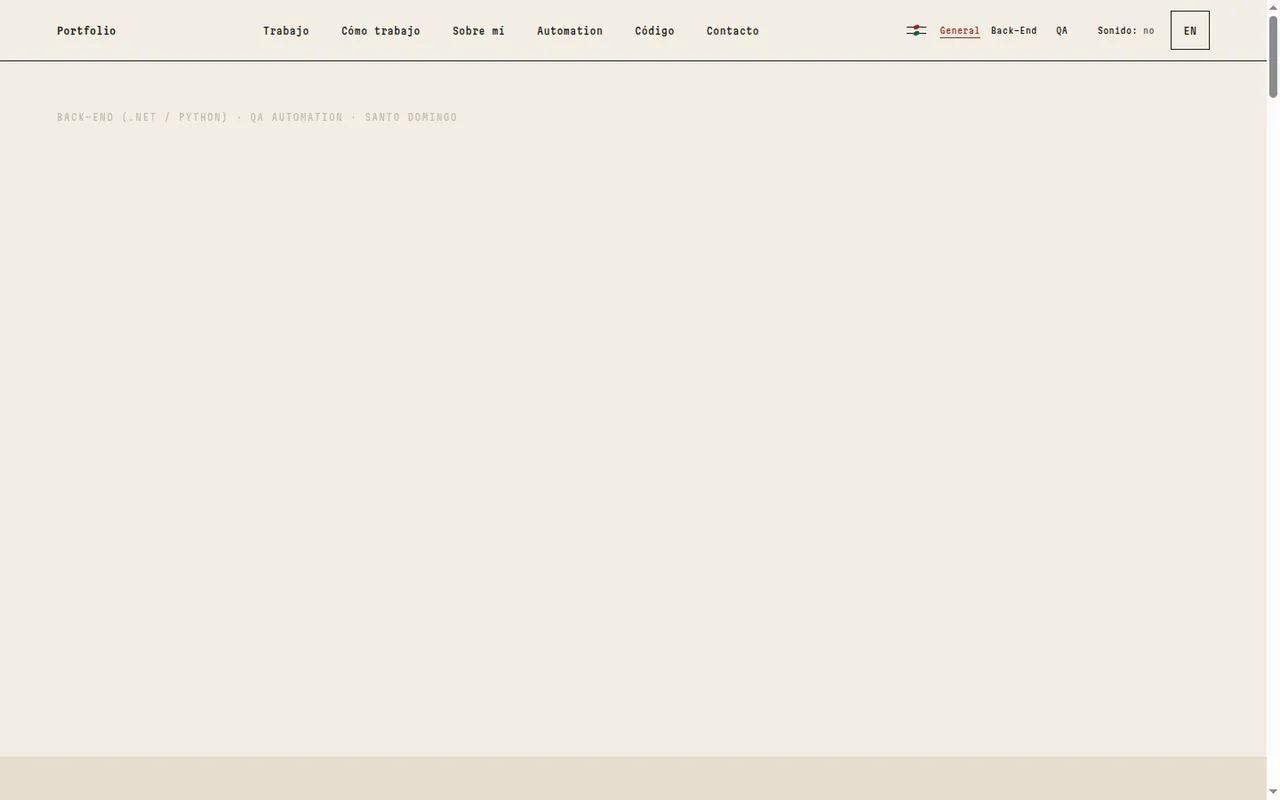 Portfolio
Trabajo Cómo trabajo Sobre mí Automation Código Contacto
General Back-End QA Sonido: no EN
BACK-END (.NET / PYTHON) · QA AUTOMATION · SANTO DOMINGO